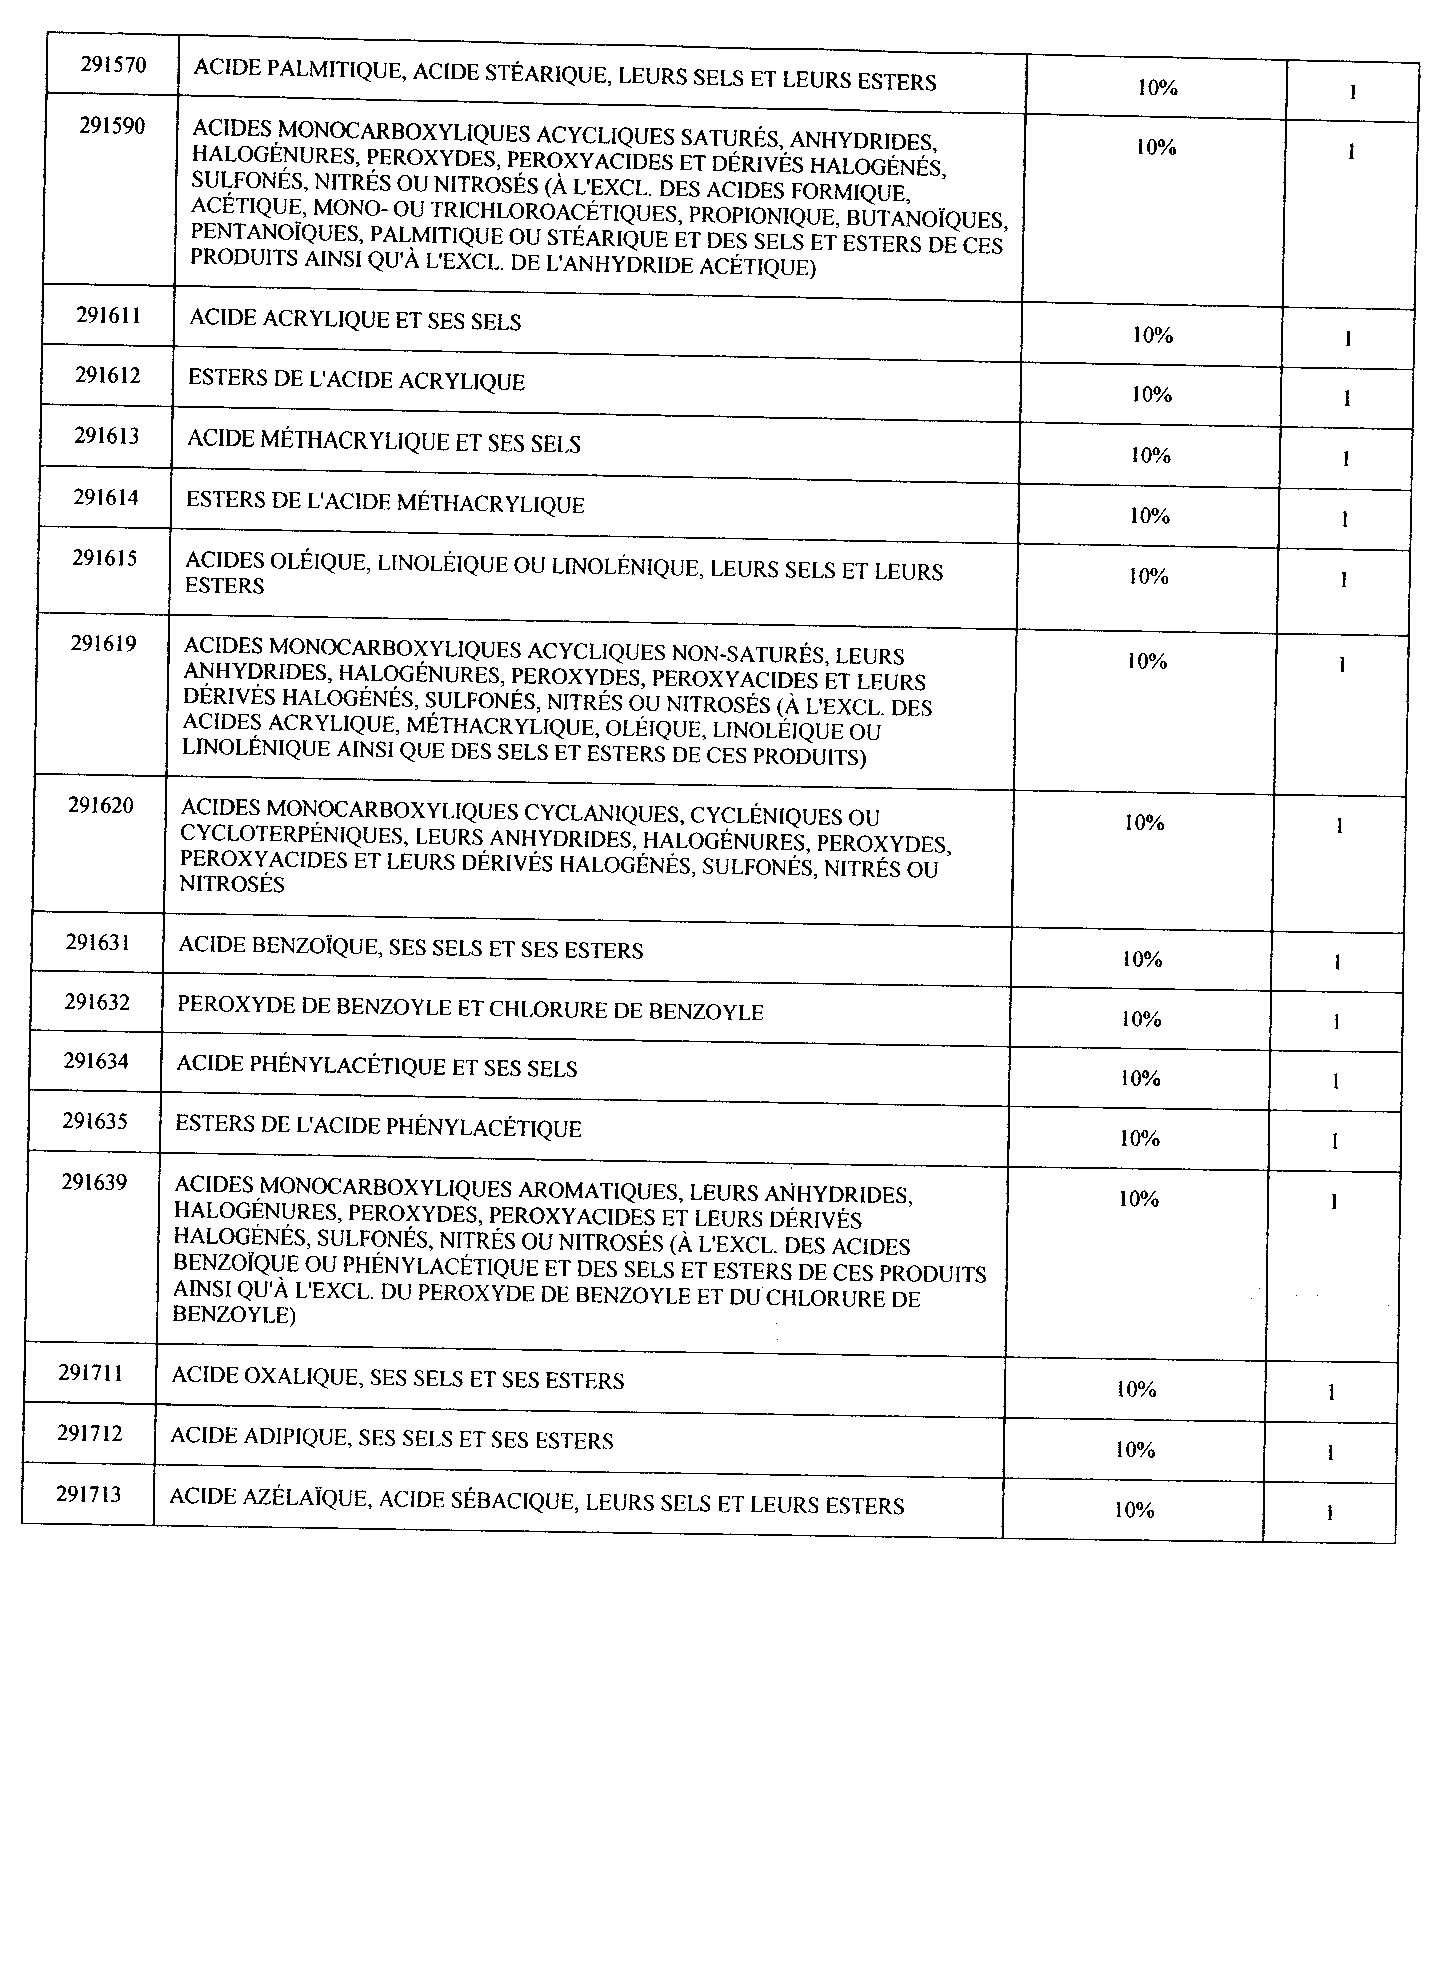 291570 ACIDE PALMITIQUE, ACIDE STÉARIQUE, LEURS SELS ET LEURS ESTERS 10% 1
291590 ACIDES MONOCARBOXYLIQUES ACYCLIQUES SATURÉS, ANHYDRIDES, 10% 1
HALOGÉNURES, PEROXYDES, PEROXYACIDES ET DÉRIVÉS HALOGÉNÉS,
SULFONÉS, NITRÉS OU NITROSÉS (À L'EXCL. DES ACIDES FORMIQUE,
ACÉTIQUE, MONO- OU TRICHLOROACÉTIQUES, PROPIONIQUE, BUTANOÏQUES,
PENTANOÏQUES, PALMITIQUE OU STÉARIQUE ET DES SELS ET ESTERS DE CES
PRODUITS AINSI QU'À L'EXCL. DE L'ANHYDRIDE ACÉTIQUE)
291611 ACIDE ACRYLIQUE ET SES SELS 10% 1
291612 ESTERS DE L'ACIDE ACRYLIQUE 10% 1
291613 ACIDE MÉTHACRYLIQUE ET SES SELS 10% 1
291614 ESTERS DE L'ACIDE MÉTHACRYLIQUE 10% 1
291615 ACIDES OLÉIQUE, LINOLÉIQUE OU LINOLÉNIQUE, LEURS SELS ET LEURS 10% 1
ESTERS
291619 ACIDES MONOCARBOXYLIQUES ACYCLIQUES NON-SATURÉS, LEURS 10% 1
ANHYDRIDES, HALOGÉNURES, PEROXYDES, PEROXYACIDES ET LEURS
DÉRIVÉS HALOGÉNÉS, SULFONÉS, NITRÉS OU NITROSÉS (À L'EXCL. DES
ACIDES ACRYLIQUE, MÉTHACRYLIQUE, OLÉIQUE, LINOLÉIQUE OU
LINOLÉNIQUE AINSI QUE DES SELS ET ESTERS DE CES PRODUITS)
291620 ACIDES MONOCARBOXYLIQUES CYCLANIQUES, CYCLÉNIQUES OU 10% 1
CYCLOTERPÉNIQUES, LEURS ANHYDRIDES, HALOGÉNURES, PEROXYDES,
PEROXYACIDES ET LEURS DÉRIVÉS HALOGÉNÉS, SULFONÉS, NITRÉS OU
NITROSÉS
291631 ACIDE BENZOÏQUE, SES SELS ET SES ESTERS 10% 1
291632 PEROXYDE DE BENZOYLE ET CHLORURE DE BENZOYLE 10% 1
291634 ACIDE PHÉNYLACÉTIQUE ET SES SELS 10% 1
291635 ESTERS DE L'ACIDE PHÉNYLACÉTIQUE 10% 1
291639 ACIDES MONOCARBOXYLIQUES AROMATIQUES, LEURS ANHYDRIDES, 10% 1
HALOGÉNURES, PEROXYDES, PEROXYACIDES ET LEURS DÉRIVÉS
HALOGÉNÉS, SULFONÉS, NITRÉS OU NITROSÉS (À L'EXCL. DES ACIDES
BENZOÏQUE OU PHÉNYLACÉTIQUE ET DES SELS ET ESTERS DE CES PRODUITS
AINSI QU'À L'EXCL. DU PEROXYDE DE BENZOYLE ET DU CHLORURE DE
BENZOYLE)
291711 ACIDE OXALIQUE, SES SELS ET SES ESTERS 10% 1
291712 ACIDE ADIPIQUE, SES SELS ET SES ESTERS 10% 1
291713 ACIDE AZÉLAÏQUE, ACIDE SÉBACIQUE, LEURS SELS ET LEURS ESTERS 10% 1